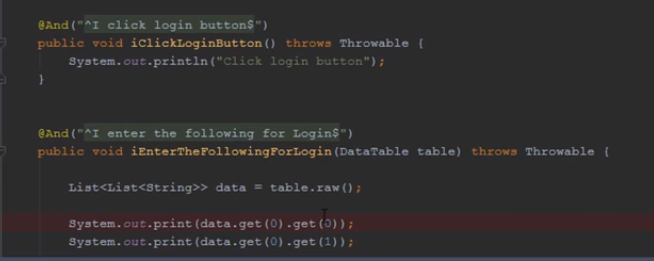 @And("^I click login button$")
public void iClickLoginButton() throws Throwable {
System.out.println("Click login button");
}
@And("^I enter the following for Login$")
public void iEnterTheFollowingForLogin(DataTable table) throws Throwable {
List<List<String>> data = table.raw();
System.out.print(data.get(0).get(0));
System.out.print(data.get(0).get(1));